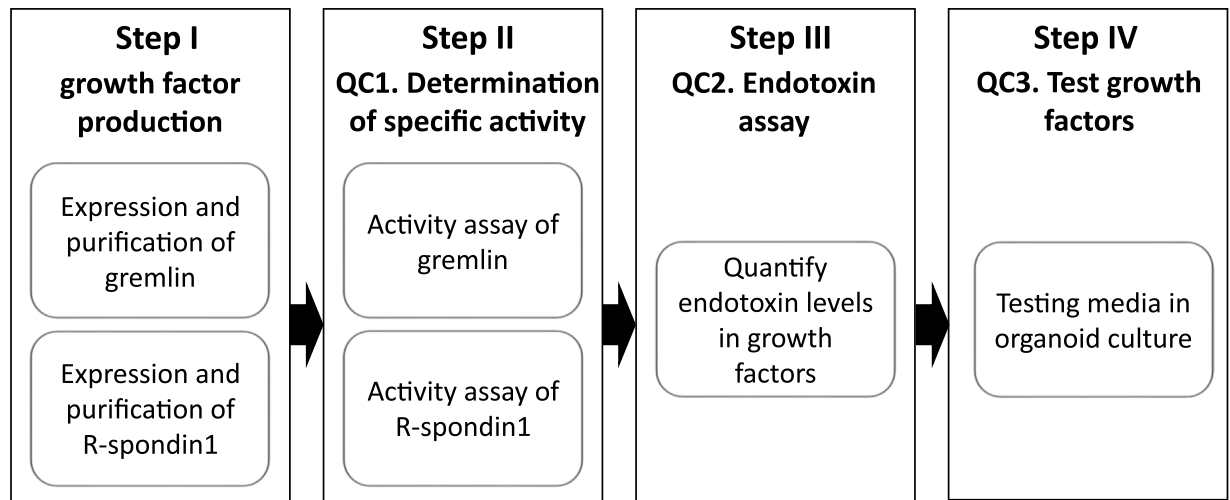 Step I
growth factor
production
Expression and
purification of
gremlin
Expression and
purification of
R-spondin1
Step II
QC1. Determination
of specific activity
Activity assay of
gremlin
Activity assay of
R-spondin1
Step III
QC2. Endotoxin
assay
Quantify
endotoxin levels
in growth
factors
Step IV
QC3. Test growth
factors
Testing media in
organoid culture